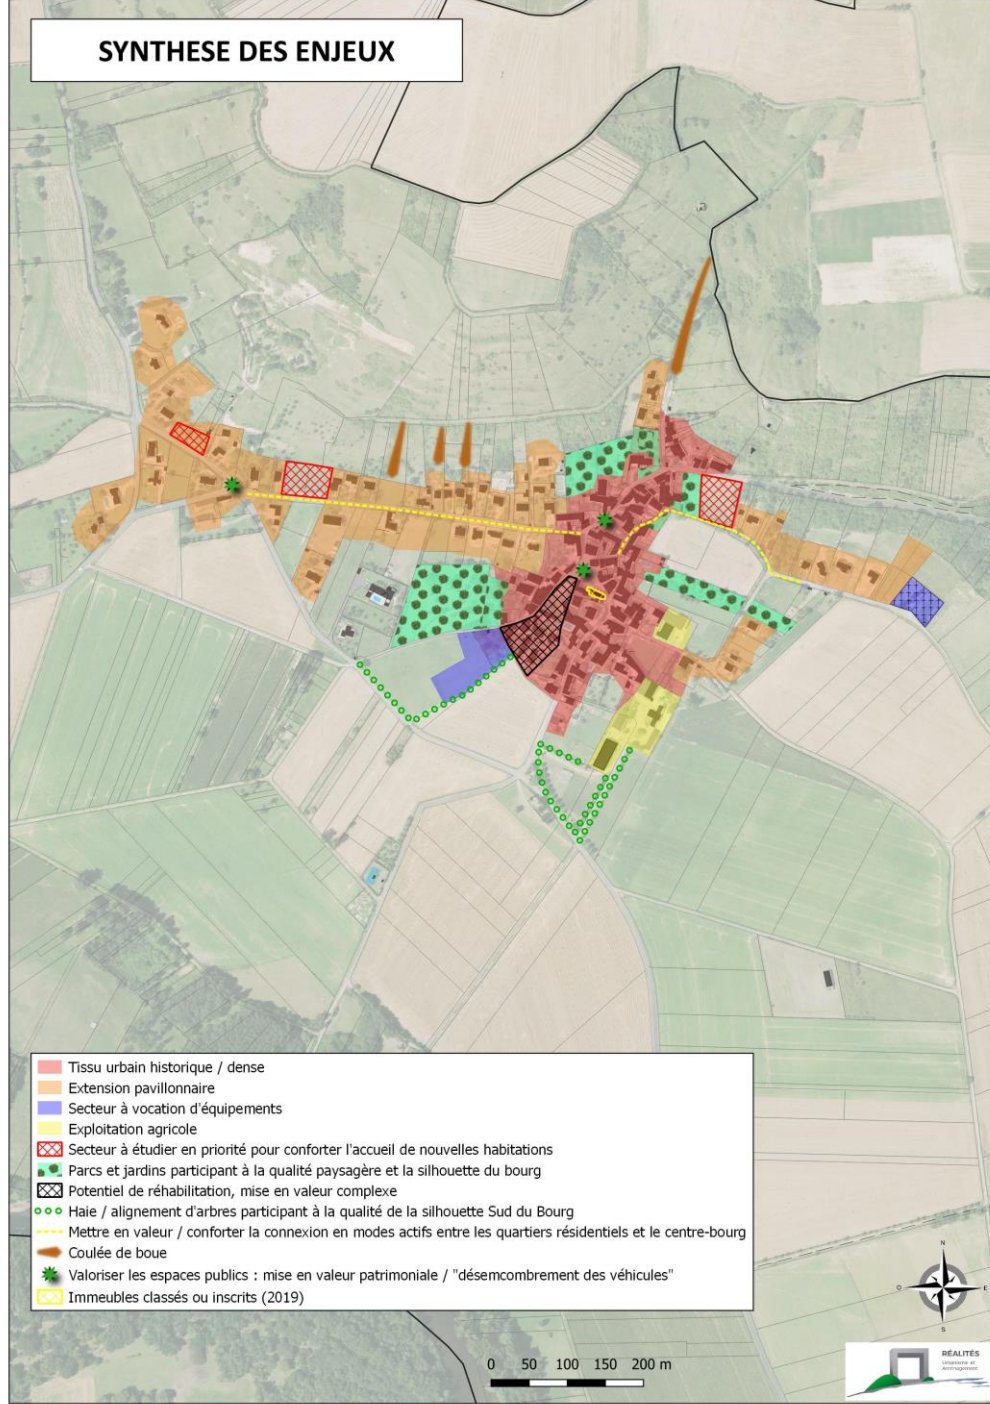 SYNTHESE DES ENJEUX
Tissu urbain historique / dense
Extension pavillonnaire
Secteur à vocation d'équipements
Exploitation agricole
Secteur à étudier en priorité pour conforter l'accueil de nouvelles habitations
Parcs et jardins participant à la qualité paysagère et la silhouette du bourg
Potentiel de réhabilitation, mise en valeur complexe
Haie / alignement d'arbres participant à la qualité de la silhouette Sud du Bourg
Mettre en valeur / conforter la connexion en modes actifs entre les quartiers résidentiels et le centre-bourg
Coulée de boue
Valoriser les espaces publics : mise en valeur patrimoniale / "désemcombrement des véhicules"
Immeubles classés ou inscrits (2019)
N
O
E
S
0 50 100 150 200 m
RÉALITÉS
Urbanisme et
Aménagement